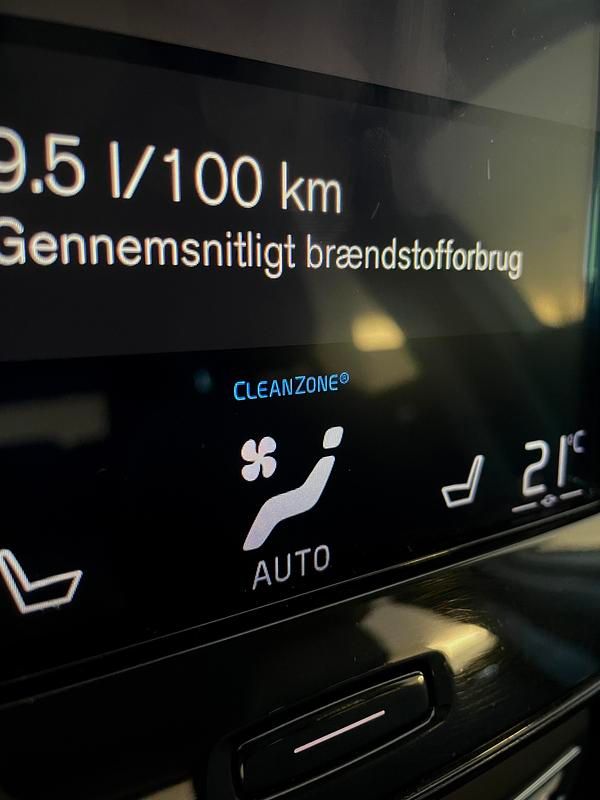 9.5 l/100 km
Gennemsnitligt brændstofforbrug
CLEANZONE®
21°C
AUTO